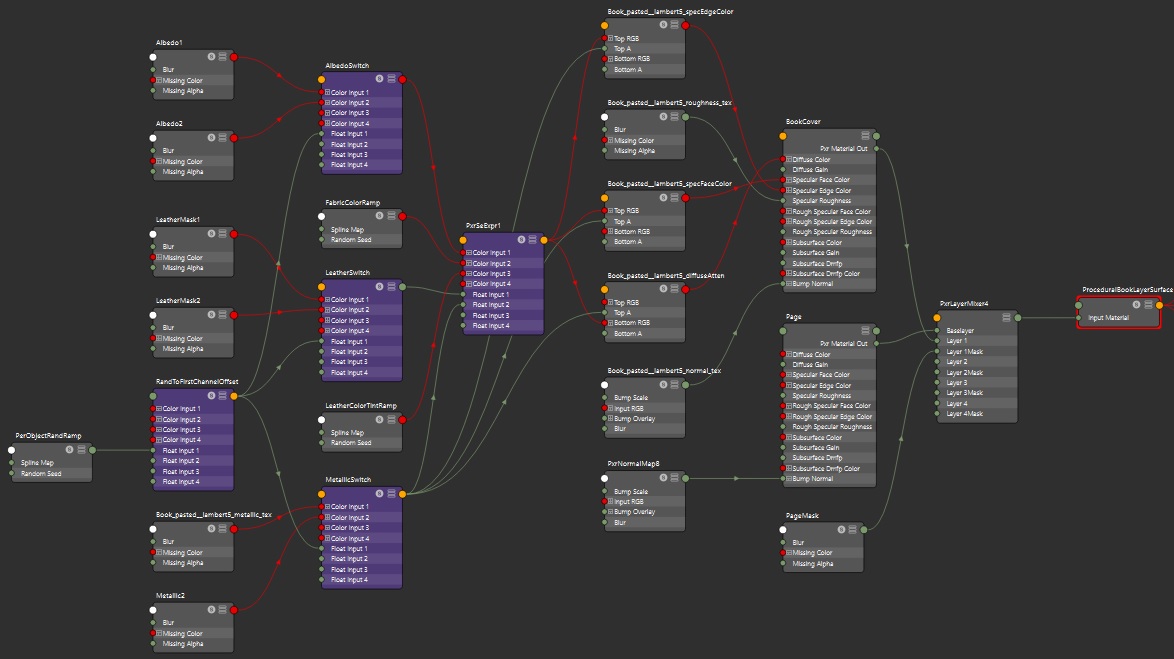 Albedo1
Blur
Missing Color
Missing Alpha
Albedo2
Blur
Missing Color
Missing Alpha
LeatherMask1
Blur
Missing Color
Missing Alpha
LeatherMask2
Blur
Missing Color
Missing Alpha
RandToFirstChannelOffset
Color Input 1
Color Input 2
Color Input 3
Color Input 4
Float Input 1
Float Input 2
Float Input 3
Float Input 4
PerObjectRandRamp
Spline Map
Random Seed
Book_pasted__lambert5_metallic_tex
Blur
Missing Color
Missing Alpha
Metallic2
Blur
Missing Color
Missing Alpha
AlbedoSwitch
Color Input 1
Color Input 2
Color Input 3
Color Input 4
Float Input 1
Float Input 2
Float Input 3
Float Input 4
FabricColorRamp
Spline Map
Random Seed
LeatherSwitch
Color Input 1
Color Input 2
Color Input 3
Color Input 4
Float Input 1
Float Input 2
Float Input 3
Float Input 4
LeatherColorTintRamp
Spline Map
Random Seed
MetallicSwitch
Color Input 1
Color Input 2
Color Input 3
Color Input 4
Float Input 1
Float Input 2
Float Input 3
Float Input 4
PxrSeExpr1
Color Input 1
Color Input 2
Color Input 3
Color Input 4
Float Input 1
Float Input 2
Float Input 3
Float Input 4
Book_pasted__lambert5_specEdgeColor
Top RGB
Top A
Bottom RGB
Bottom A
Book_pasted__lambert5_roughness_tex
Blur
Missing Color
Missing Alpha
Book_pasted__lambert5_specFaceColor
Top RGB
Top A
Bottom RGB
Bottom A
Book_pasted__lambert5_diffuseAtten
Top RGB
Top A
Bottom RGB
Bottom A
Book_pasted__lambert5_normal_tex
Bump Scale
Input RGB
Bump Overlay
Blur
PxrNormalMap8
Bump Scale
Input RGB
Bump Overlay
Blur
BookCover
Pxr Material Out
Diffuse Color
Diffuse Gain
Specular Face Color
Specular Edge Color
Specular Roughness
Rough Specular Face Color
Rough Specular Edge Color
Rough Specular Roughness
Subsurface Color
Subsurface Gain
Subsurface Dmfp
Subsurface Dmfp Color
Bump Normal
Page
Pxr Material Out
Diffuse Color
Diffuse Gain
Specular Face Color
Specular Edge Color
Specular Roughness
Rough Specular Face Color
Rough Specular Edge Color
Rough Specular Roughness
Subsurface Color
Subsurface Gain
Subsurface Dmfp
Subsurface Dmfp Color
Bump Normal
PageMask
Blur
Missing Color
Missing Alpha
PxrLayerMixer4
Baselayer
Layer 1
Layer 1Mask
Layer 2
Layer 2Mask
Layer 3
Layer 3Mask
Layer 4
Layer 4Mask
ProceduralBookLayerSurface
Input Material